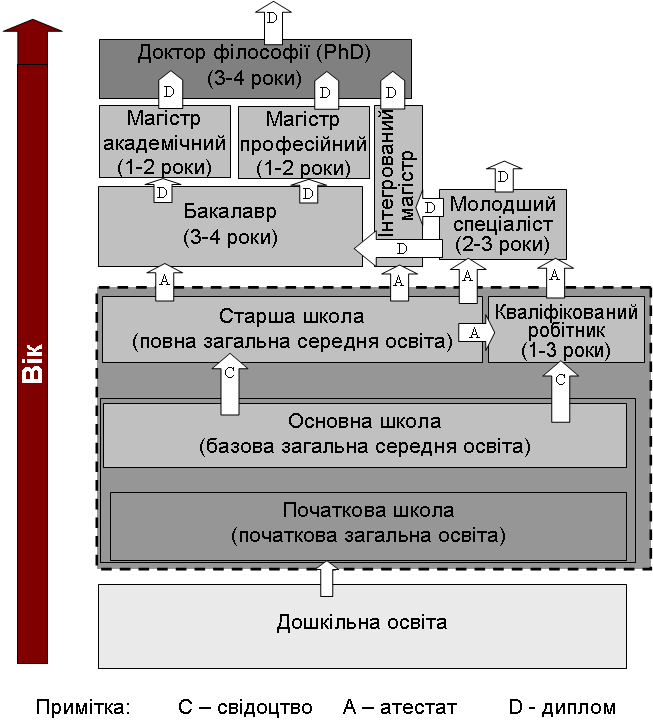 D
Доктор філософії (PhD)
(3-4 роки)
D
D
D
Магістр
академічний
(1-2 роки)
Магістр
професійний
(1-2 роки)
Інтегрований
магістр
D
D
D
Бакалавр
(3-4 роки)
D
D
Молодший
спеціаліст
(2-3 роки)
A
A
A
A
Старша школа
(повна загальна середня освіта)
A
Кваліфікований
робітник
(1-3 роки)
C
C
Основна школа
(базова загальна середня освіта)
Початкова школа
(початкова загальна освіта)
Дошкільна освіта
Вік
Примітка: С – свідоцтво А – атестат D - диплом